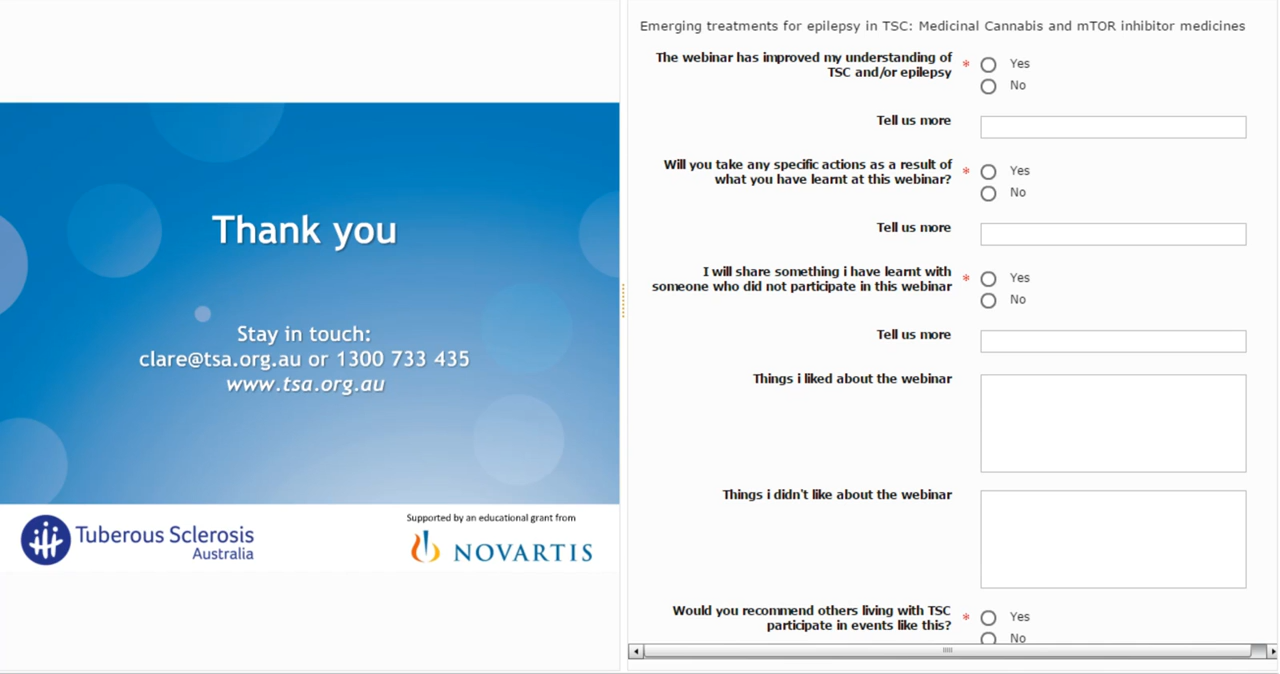 Thank you
Stay in touch:
clare@tsa.org.au or 1300 733 435
www.tsa.org.au
Tuberous Sclerosis
Australia
Supported by an educational grant from
NOVARTIS
Emerging treatments for epilepsy in TSC: Medicinal Cannabis and mTOR inhibitor medicines
The webinar has improved my understanding of
TSC and/or epilepsy
* Yes
No
Tell us more
Will you take any specific actions as a result of
what you have learnt at this webinar?
* Yes
No
Tell us more
I will share something i have learnt with
someone who did not participate in this webinar
* Yes
No
Tell us more
Things i liked about the webinar
Things i didn't like about the webinar
Would you recommend others living with TSC
participate in events like this?
* Yes
No